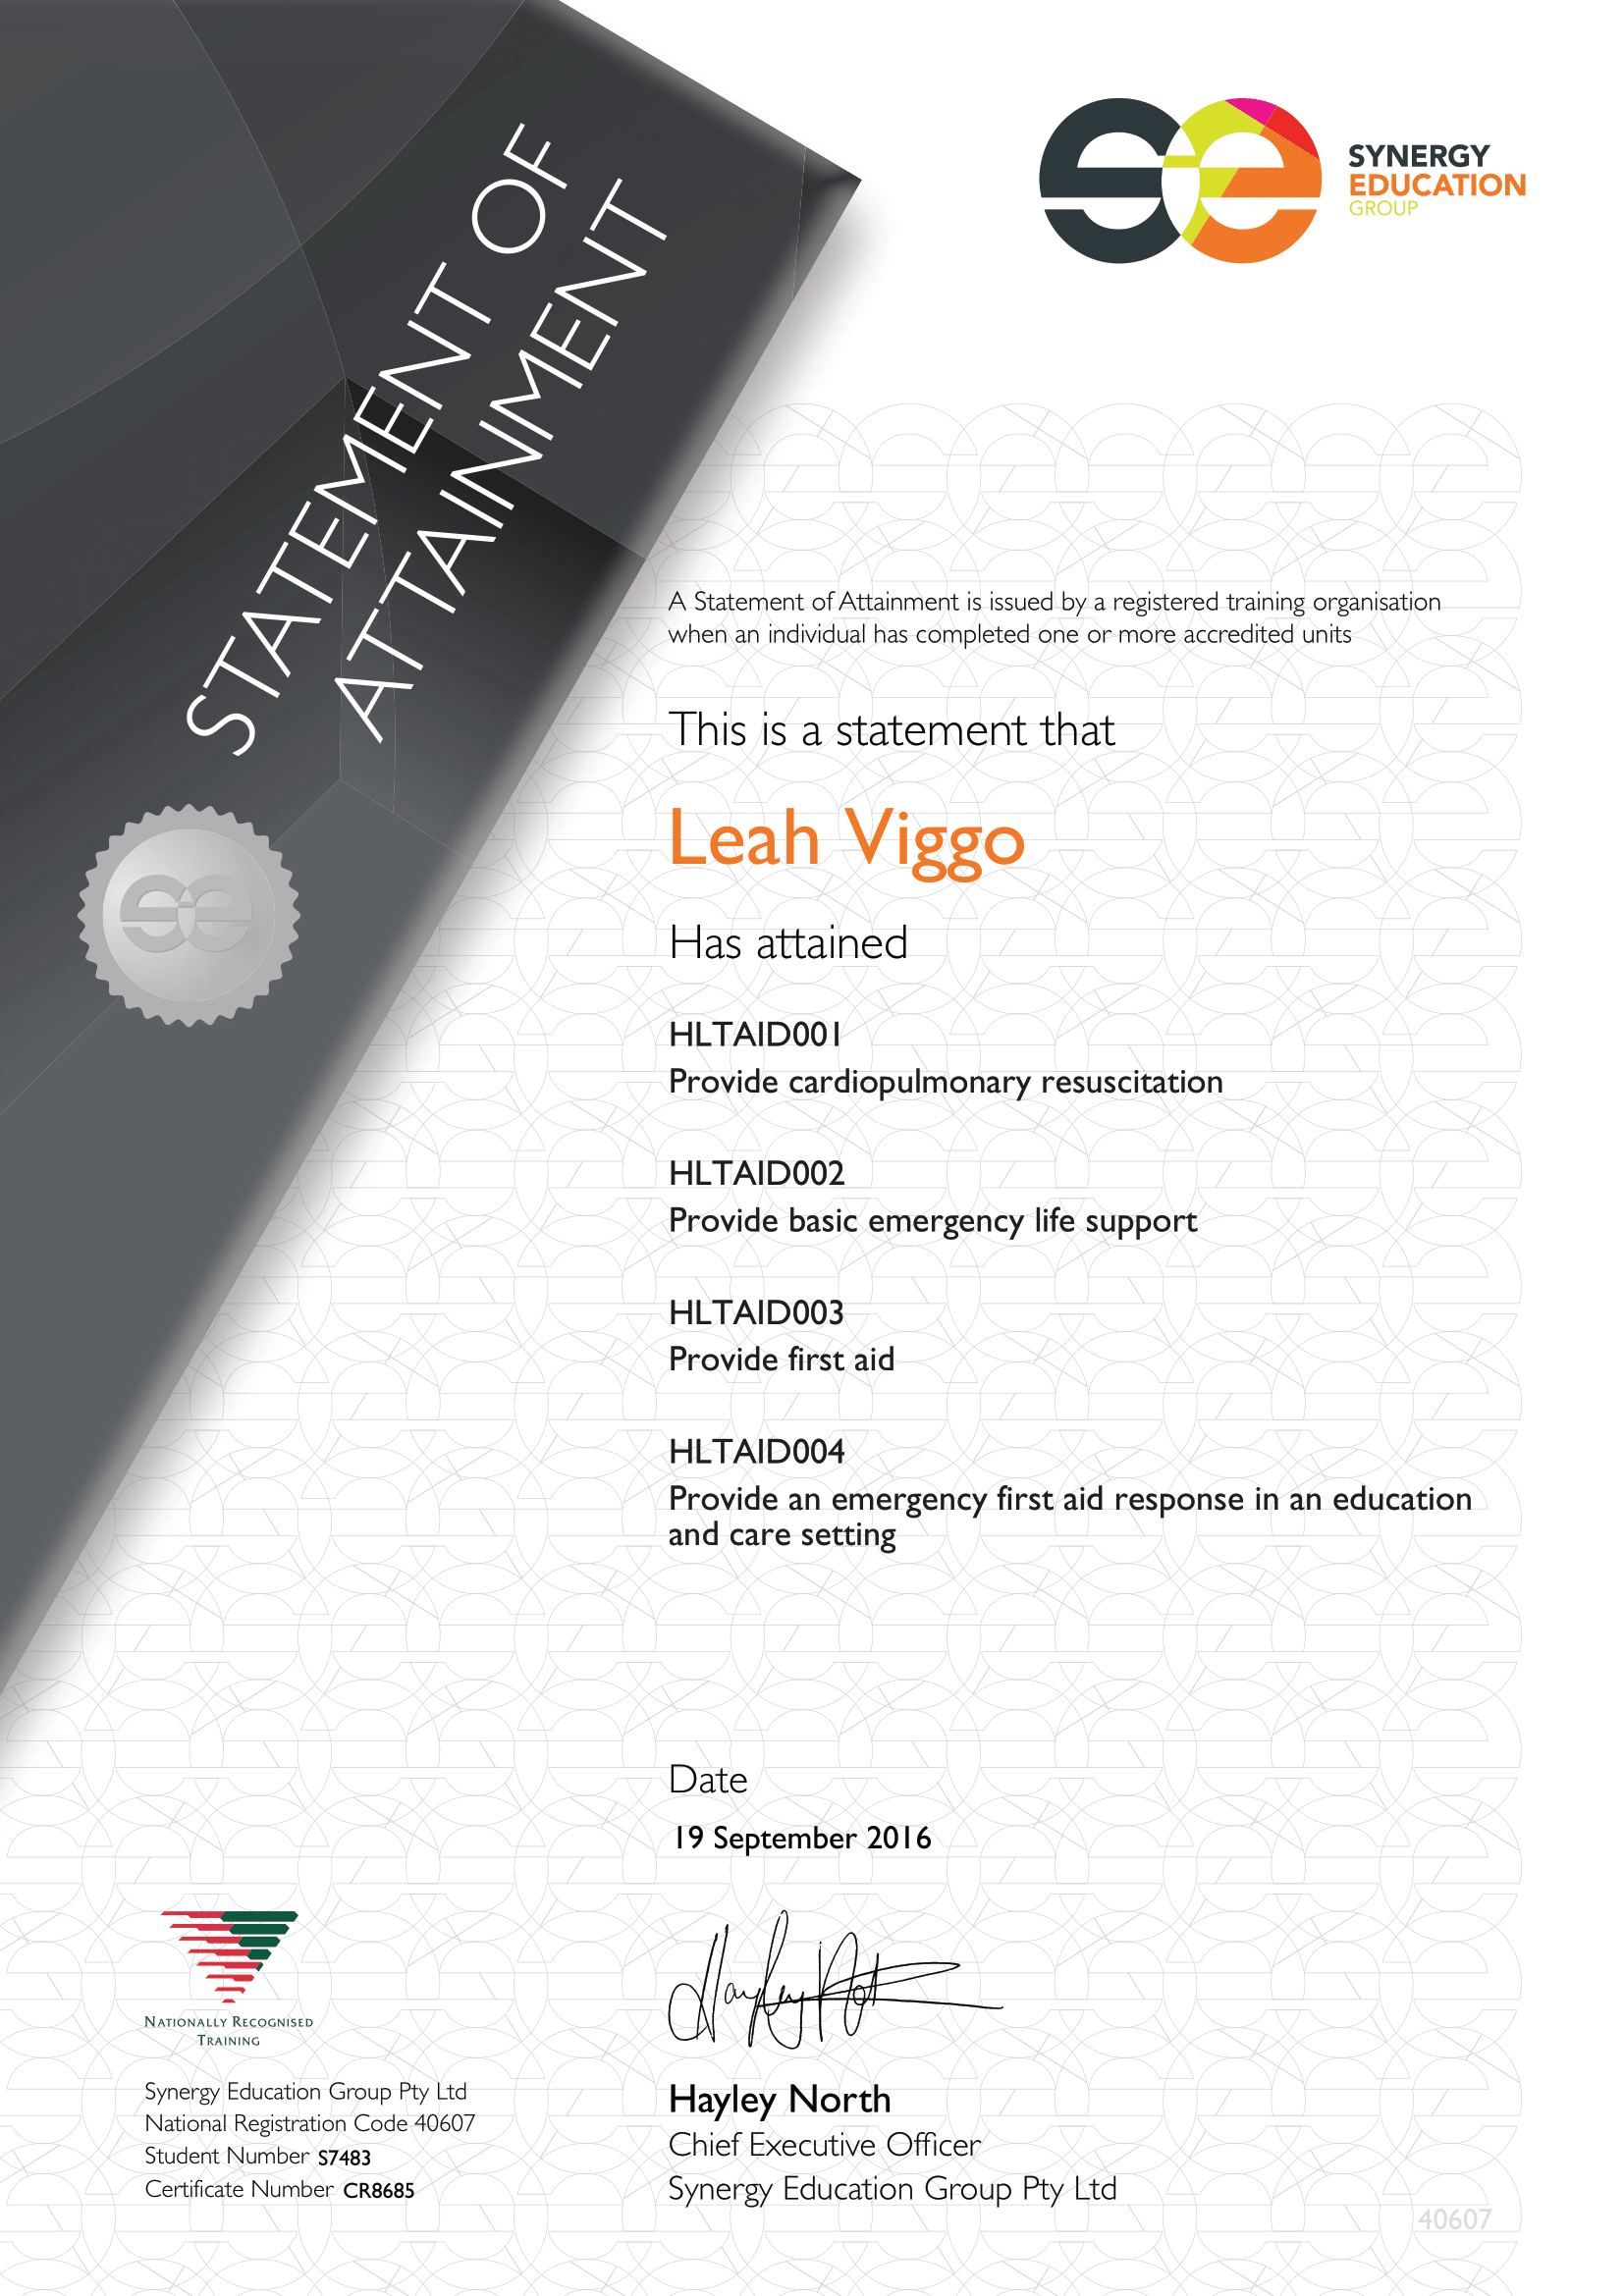 STATEMENT OF
ATTAINMENT
SYNERGY
EDUCATION
GROUP
A Statement of Attainment is issued by a registered training organisation
when an individual has completed one or more accredited units
This is a statement that
Leah Viggo
Has attained
HLTAID001
Provide cardiopulmonary resuscitation
HLTAID002
Provide basic emergency life support
HLTAID003
Provide first aid
HLTAID004
Provide an emergency first aid response in an education
and care setting
Date
19 September 2016
Hayley North
Hayley North
Chief Executive Officer
Synergy Education Group Pty Ltd
NATIONALLY RECOGNISED
TRAINING
Synergy Education Group Pty Ltd
National Registration Code 40607
Student Number S7483
Certificate Number CR8685
40607